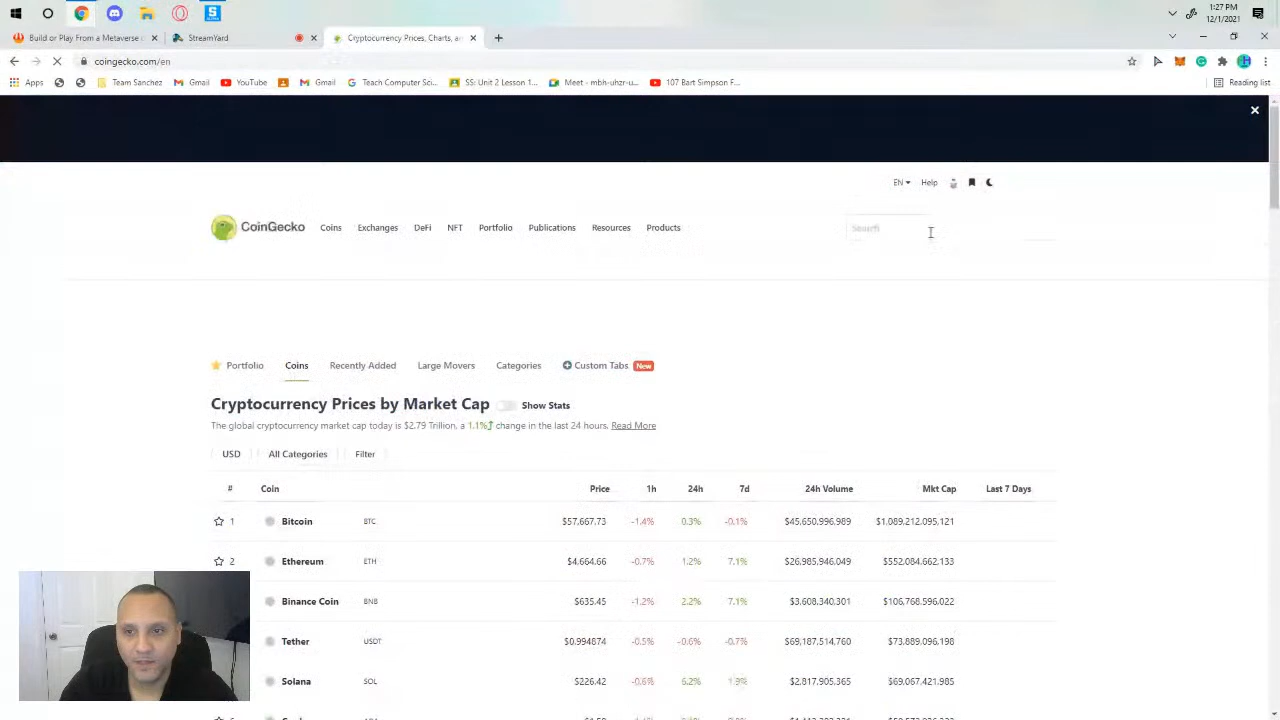 1:27 PM
12/1/2021
Build or Play From a Metaverse
StreamYard
Cryptocurrency Prices, Charts, an
coingecko.com/en
Apps
Team Sanchez
Gmail
YouTube
Gmail
Teach Computer Sci...
SS: Unit 2 Lesson 1...
Meet - mbh-uhzr-u...
107 Bart Simpson F...
Reading list
EN
Help
CoinGecko
Coins
Exchanges
DeFi
NFT
Portfolio
Publications
Resources
Products
Search
Portfolio
Coins
Recently Added
Large Movers
Categories
Custom Tabs
New
Cryptocurrency Prices by Market Cap
Show Stats
The global cryptocurrency market cap today is $2.79 Trillion, a 1.1% change in the last 24 hours. Read More
USD
All Categories
Filter
# Coin Price 1h 24h 7d 24h Volume Mkt Cap Last 7 Days
1 Bitcoin BTC $57,667.73 -1.4% 0.3% -0.1% $45,650,996,989 $1,089,212,095,121
2 Ethereum ETH $4,664.66 -0.7% 1.2% 7.1% $26,985,946,049 $552,084,662,133
Binance Coin BNB $635.45 -1.2% 2.2% 7.1% $3,608,340,301 $106,768,596,022
Tether USDT $0.994874 -0.5% -0.6% -0.7% $69,187,514,760 $73,889,096,198
Solana SOL $226.42 -0.6% 6.2% 1.9% $2,817,905,365 $69,067,421,985